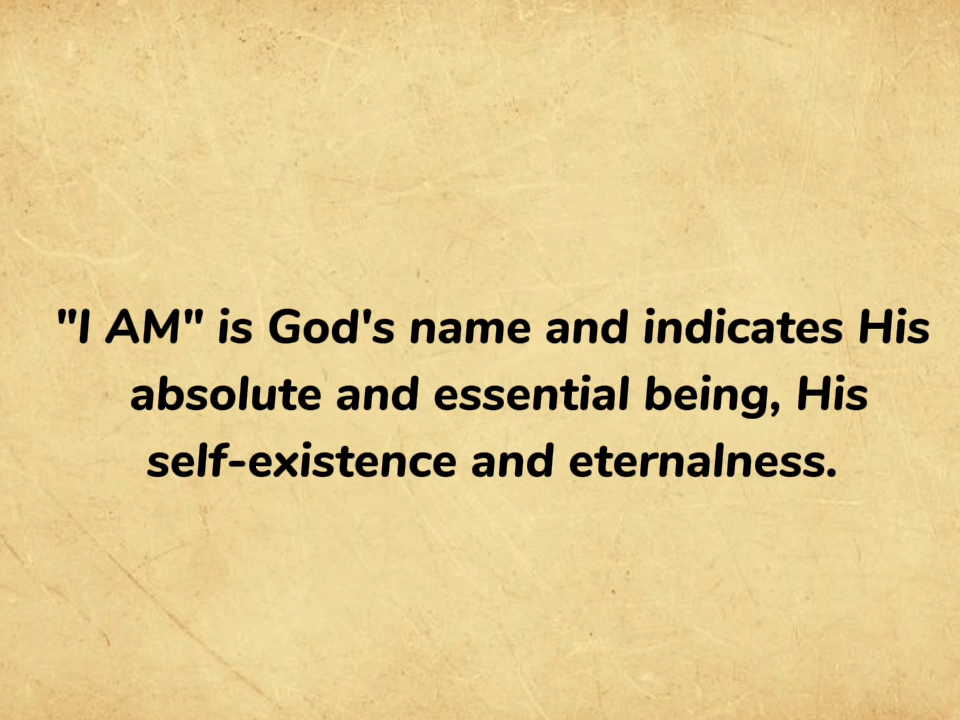 "I AM" is God's name and indicates His
absolute and essential being, His
self-existence and eternalness.